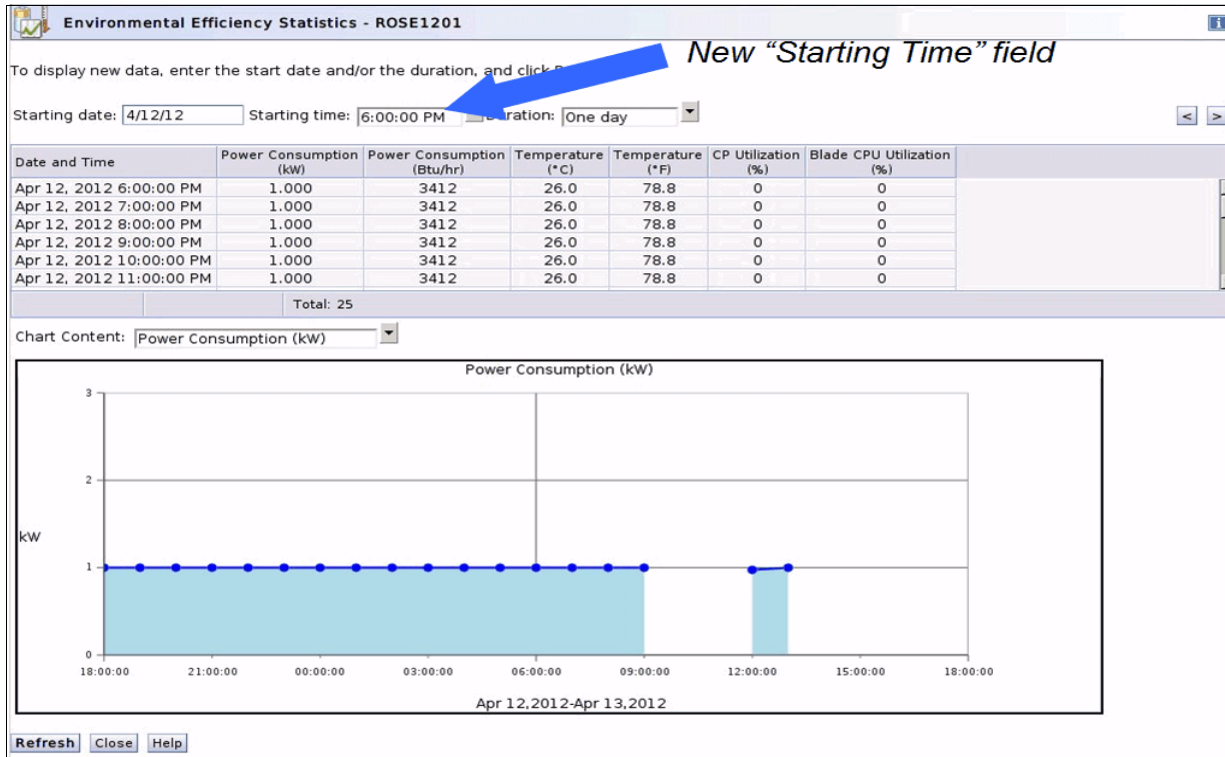 Environmental Efficiency Statistics - ROSE1201
New “Starting Time” field
To display new data, enter the start date and/or the duration, and click
Starting date: 4/12/12 Starting time: 6:00:00 PM Duration: One day
< >
Date and Time Power Consumption (kW) Power Consumption (Btu/hr) Temperature (°C) Temperature (°F) CP Utilization (%) Blade CPU Utilization (%)
Apr 12, 2012 6:00:00 PM 1.000 3412 26.0 78.8 0 0
Apr 12, 2012 7:00:00 PM 1.000 3412 26.0 78.8 0 0
Apr 12, 2012 8:00:00 PM 1.000 3412 26.0 78.8 0 0
Apr 12, 2012 9:00:00 PM 1.000 3412 26.0 78.8 0 0
Apr 12, 2012 10:00:00 PM 1.000 3412 26.0 78.8 0 0
Apr 12, 2012 11:00:00 PM 1.000 3412 26.0 78.8 0 0
Total: 25
Chart Content: Power Consumption (kW)
Power Consumption (kW)
3
2
kW
1
0
18:00:00 21:00:00 00:00:00 03:00:00 06:00:00 09:00:00 12:00:00 15:00:00 18:00:00
Apr 12,2012-Apr 13,2012
Refresh Close Help